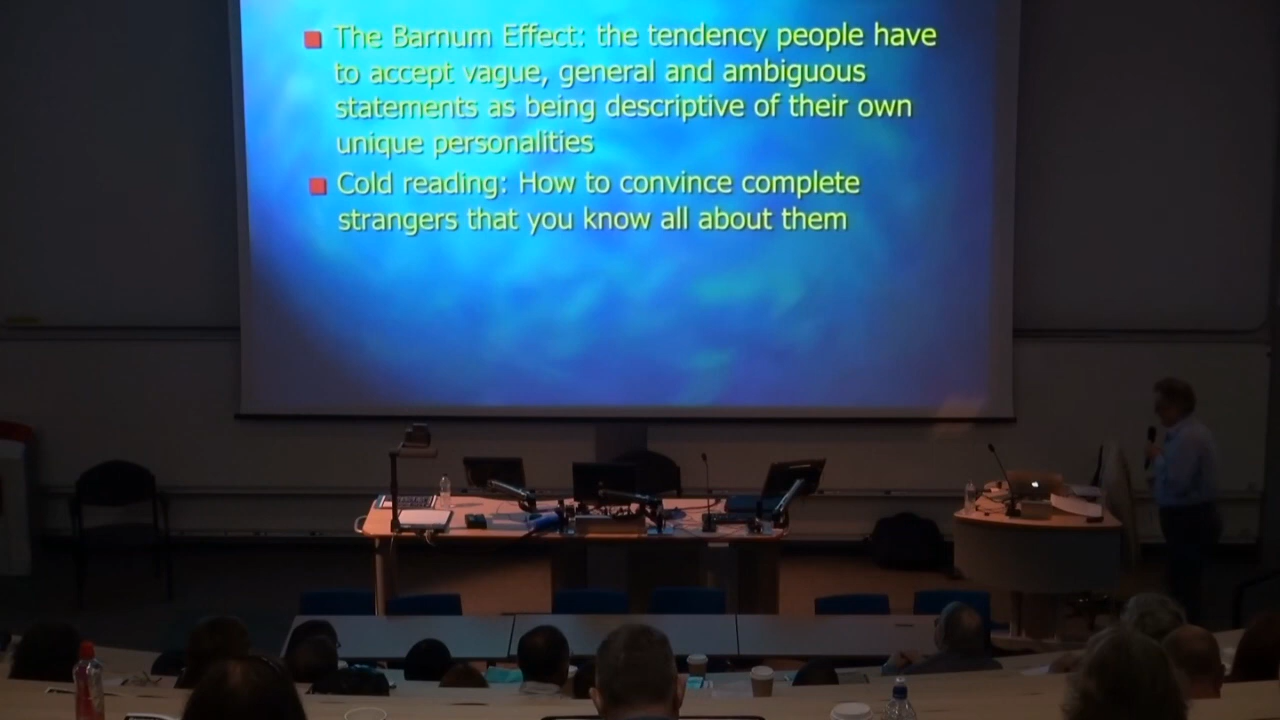 The Barnum Effect: the tendency people have
to accept vague, general and ambiguous
statements as being descriptive of their own
unique personalities
Cold reading: How to convince complete
strangers that you know all about them